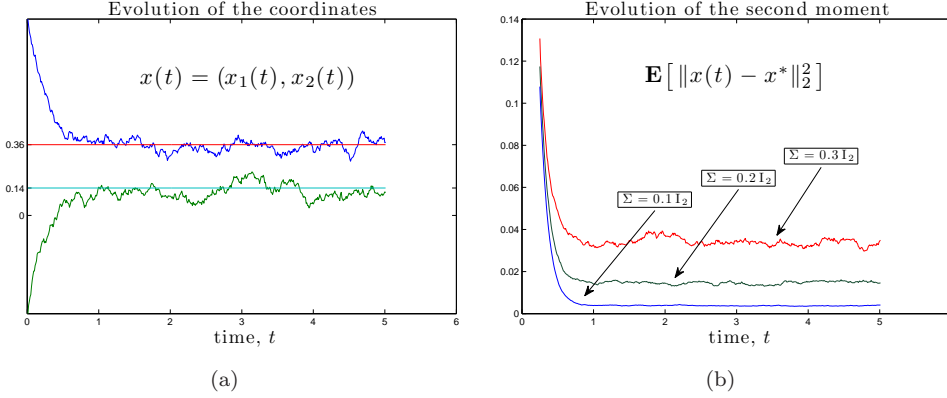 Evolution of the coordinates
x(t) = (x₁(t), x₂(t))
0.36
0.14
0
0 1 2 3 4 5 6
time, t
(a)
Evolution of the second moment
E[ ‖x(t) − x*‖₂² ]
0.14
0.12
0.1
0.08
0.06
0.04
0.02
0
Σ = 0.3 I₂
Σ = 0.2 I₂
Σ = 0.1 I₂
0 1 2 3 4 5
time, t
(b)